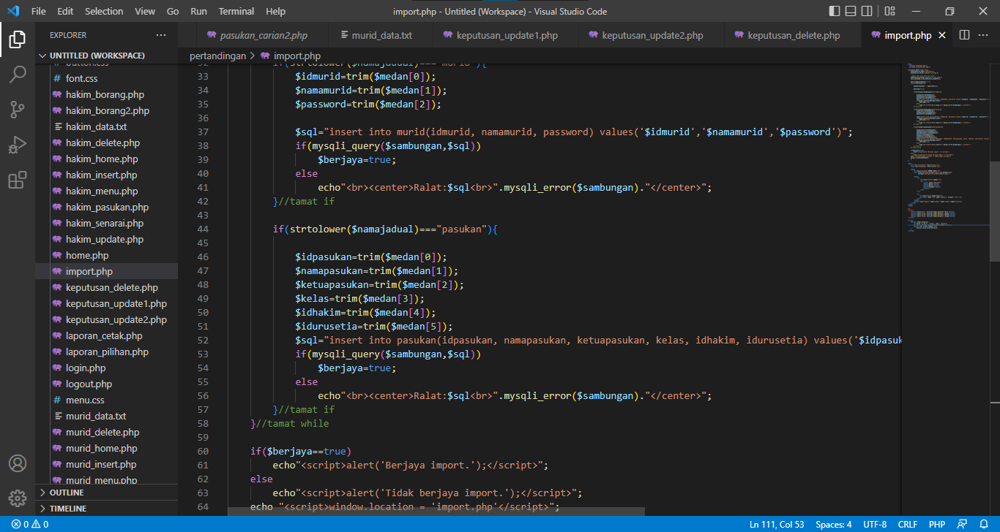 File Edit Selection View Go Run Terminal Help import.php - Untitled (Workspace) - Visual Studio Code
EXPLORER
pasukan_carian2.php murid_data.txt keputusan_update1.php keputusan_update2.php keputusan_delete.php import.php
UNTITLED (WORKSPACE)
pertandingan > import.php
button.css
font.css
hakim_borang.php
hakim_borang2.php
hakim_data.txt
hakim_delete.php
hakim_home.php
hakim_insert.php
hakim_menu.php
hakim_pasukan.php
hakim_senarai.php
hakim_update.php
home.php
import.php
keputusan_delete.php
keputusan_update1.php
keputusan_update2.php
laporan_cetak.php
laporan_pilihan.php
login.php
logout.php
menu.css
murid_data.txt
murid_delete.php
murid_home.php
murid_insert.php
murid_menu.php
OUTLINE
TIMELINE
32 if(strtolower($namajadual)==="murid"){
33 $idmurid=trim($medan[0]);
34 $namamurid=trim($medan[1]);
35 $password=trim($medan[2]);
36
37 $sql="insert into murid(idmurid, namamurid, password) values('$idmurid','$namamurid','$password')";
38 if(mysqli_query($sambungan,$sql))
39 $berjaya=true;
40 else
41 echo"<br><center>Ralat:$sql<br>".mysqli_error($sambungan)."</center>";
42 }//tamat if
43
44 if(strtolower($namajadual)==="pasukan"){
45
46 $idpasukan=trim($medan[0]);
47 $namapasukan=trim($medan[1]);
48 $ketuapasukan=trim($medan[2]);
49 $kelas=trim($medan[3]);
50 $idhakim=trim($medan[4]);
51 $idurusetia=trim($medan[5]);
52 $sql="insert into pasukan(idpasukan, namapasukan, ketuapasukan, kelas, idhakim, idurusetia) values('$idpasuk
53 if(mysqli_query($sambungan,$sql))
54 $berjaya=true;
55 else
56 echo"<br><center>Ralat:$sql<br>".mysqli_error($sambungan)."</center>";
57 }//tamat if
58 }//tamat while
59
60 if($berjaya==true)
61 echo"<script>alert('Berjaya import.');</script>";
62 else
63 echo"<script>alert('Tidak berjaya import.');</script>";
64 echo "<script>window.location = 'import.php'</script>";
0 0 Ln 111, Col 53 Spaces: 4 UTF-8 CRLF PHP